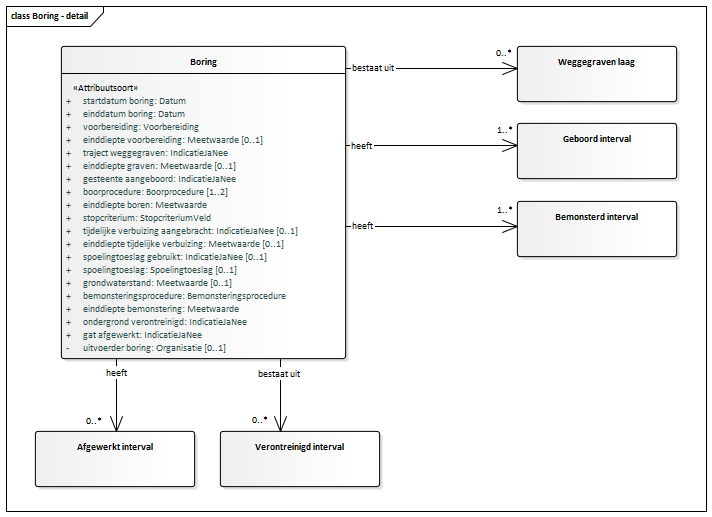 class Boring - detail
Boring
«Attribuutsoort»
+ startdatum boring: Datum
+ einddatum boring: Datum
+ voorbereiding: Voorbereiding
+ einddiepte voorbereiding: Meetwaarde [0..1]
+ traject weggegraven: IndicatieJaNee
+ einddiepte graven: Meetwaarde [0..1]
+ gesteente aangeboord: IndicatieJaNee
+ boorprocedure: Boorprocedure [1..2]
+ einddiepte boren: Meetwaarde
+ stopcriterium: StopcriteriumVeld
+ tijdelijke verbuizing aangebracht: IndicatieJaNee [0..1]
+ einddiepte tijdelijke verbuizing: Meetwaarde [0..1]
+ spoelingtoeslag gebruikt: IndicatieJaNee [0..1]
+ spoelingtoeslag: Spoelingtoeslag [0..1]
+ grondwaterstand: Meetwaarde [0..1]
+ bemonsteringsprocedure: Bemonsteringsprocedure
+ einddiepte bemonstering: Meetwaarde
+ ondergrond verontreinigd: IndicatieJaNee
+ gat afgewerkt: IndicatieJaNee
- uitvoerder boring: Organisatie [0..1]
bestaat uit
0..*
Weggegraven laag
heeft
1..*
Geboord interval
heeft
1..*
Bemonsterd interval
heeft
0..*
Afgewerkt interval
bestaat uit
0..*
Verontreinigd interval